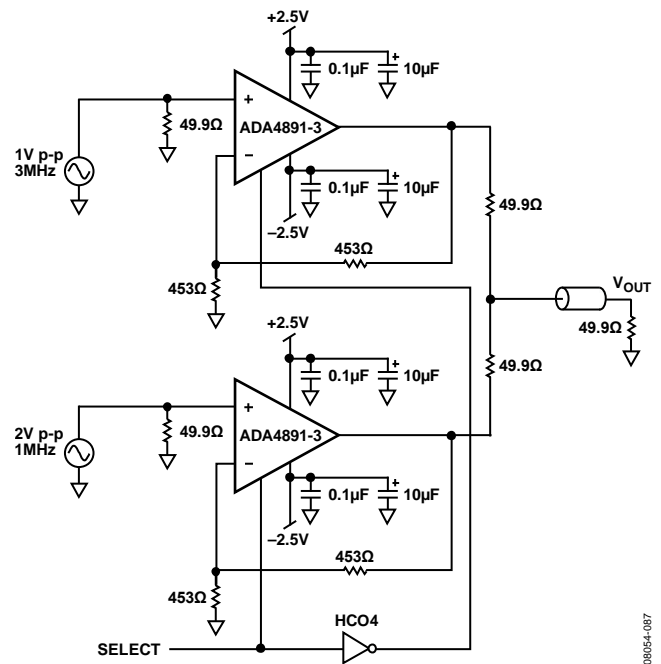 +2.5V
0.1µF
10µF
+
+
ADA4891-3
−
49.9Ω
1V p-p
3MHz
+
0.1µF
10µF
49.9Ω
−2.5V
453Ω
453Ω
VOUT
49.9Ω
+2.5V
49.9Ω
+
0.1µF
10µF
+
ADA4891-3
−
49.9Ω
2V p-p
1MHz
+
0.1µF
10µF
−2.5V
453Ω
453Ω
HCO4
SELECT
08054-087